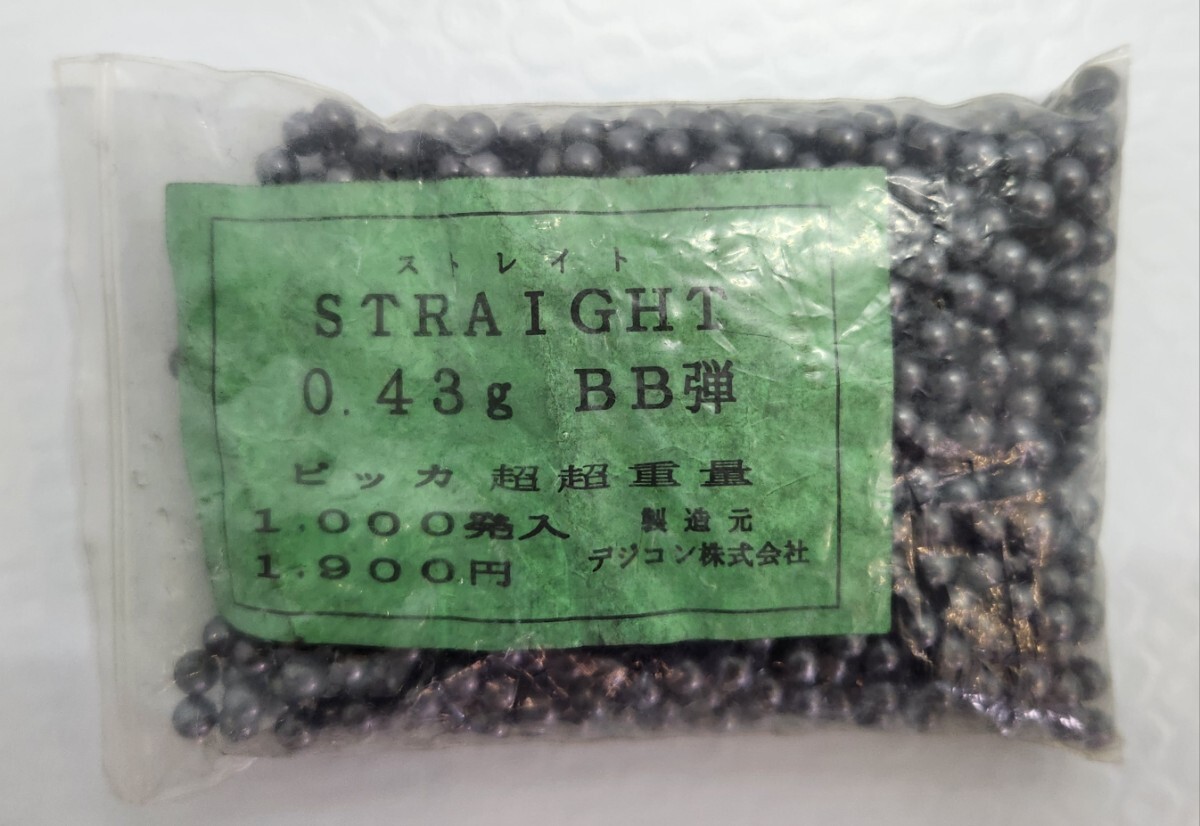 ストレイト
STRAIGHT
0.43g BB弾
ピッカ 超超重量
1.000発入 製造元
1.900円 デジコン株式会社